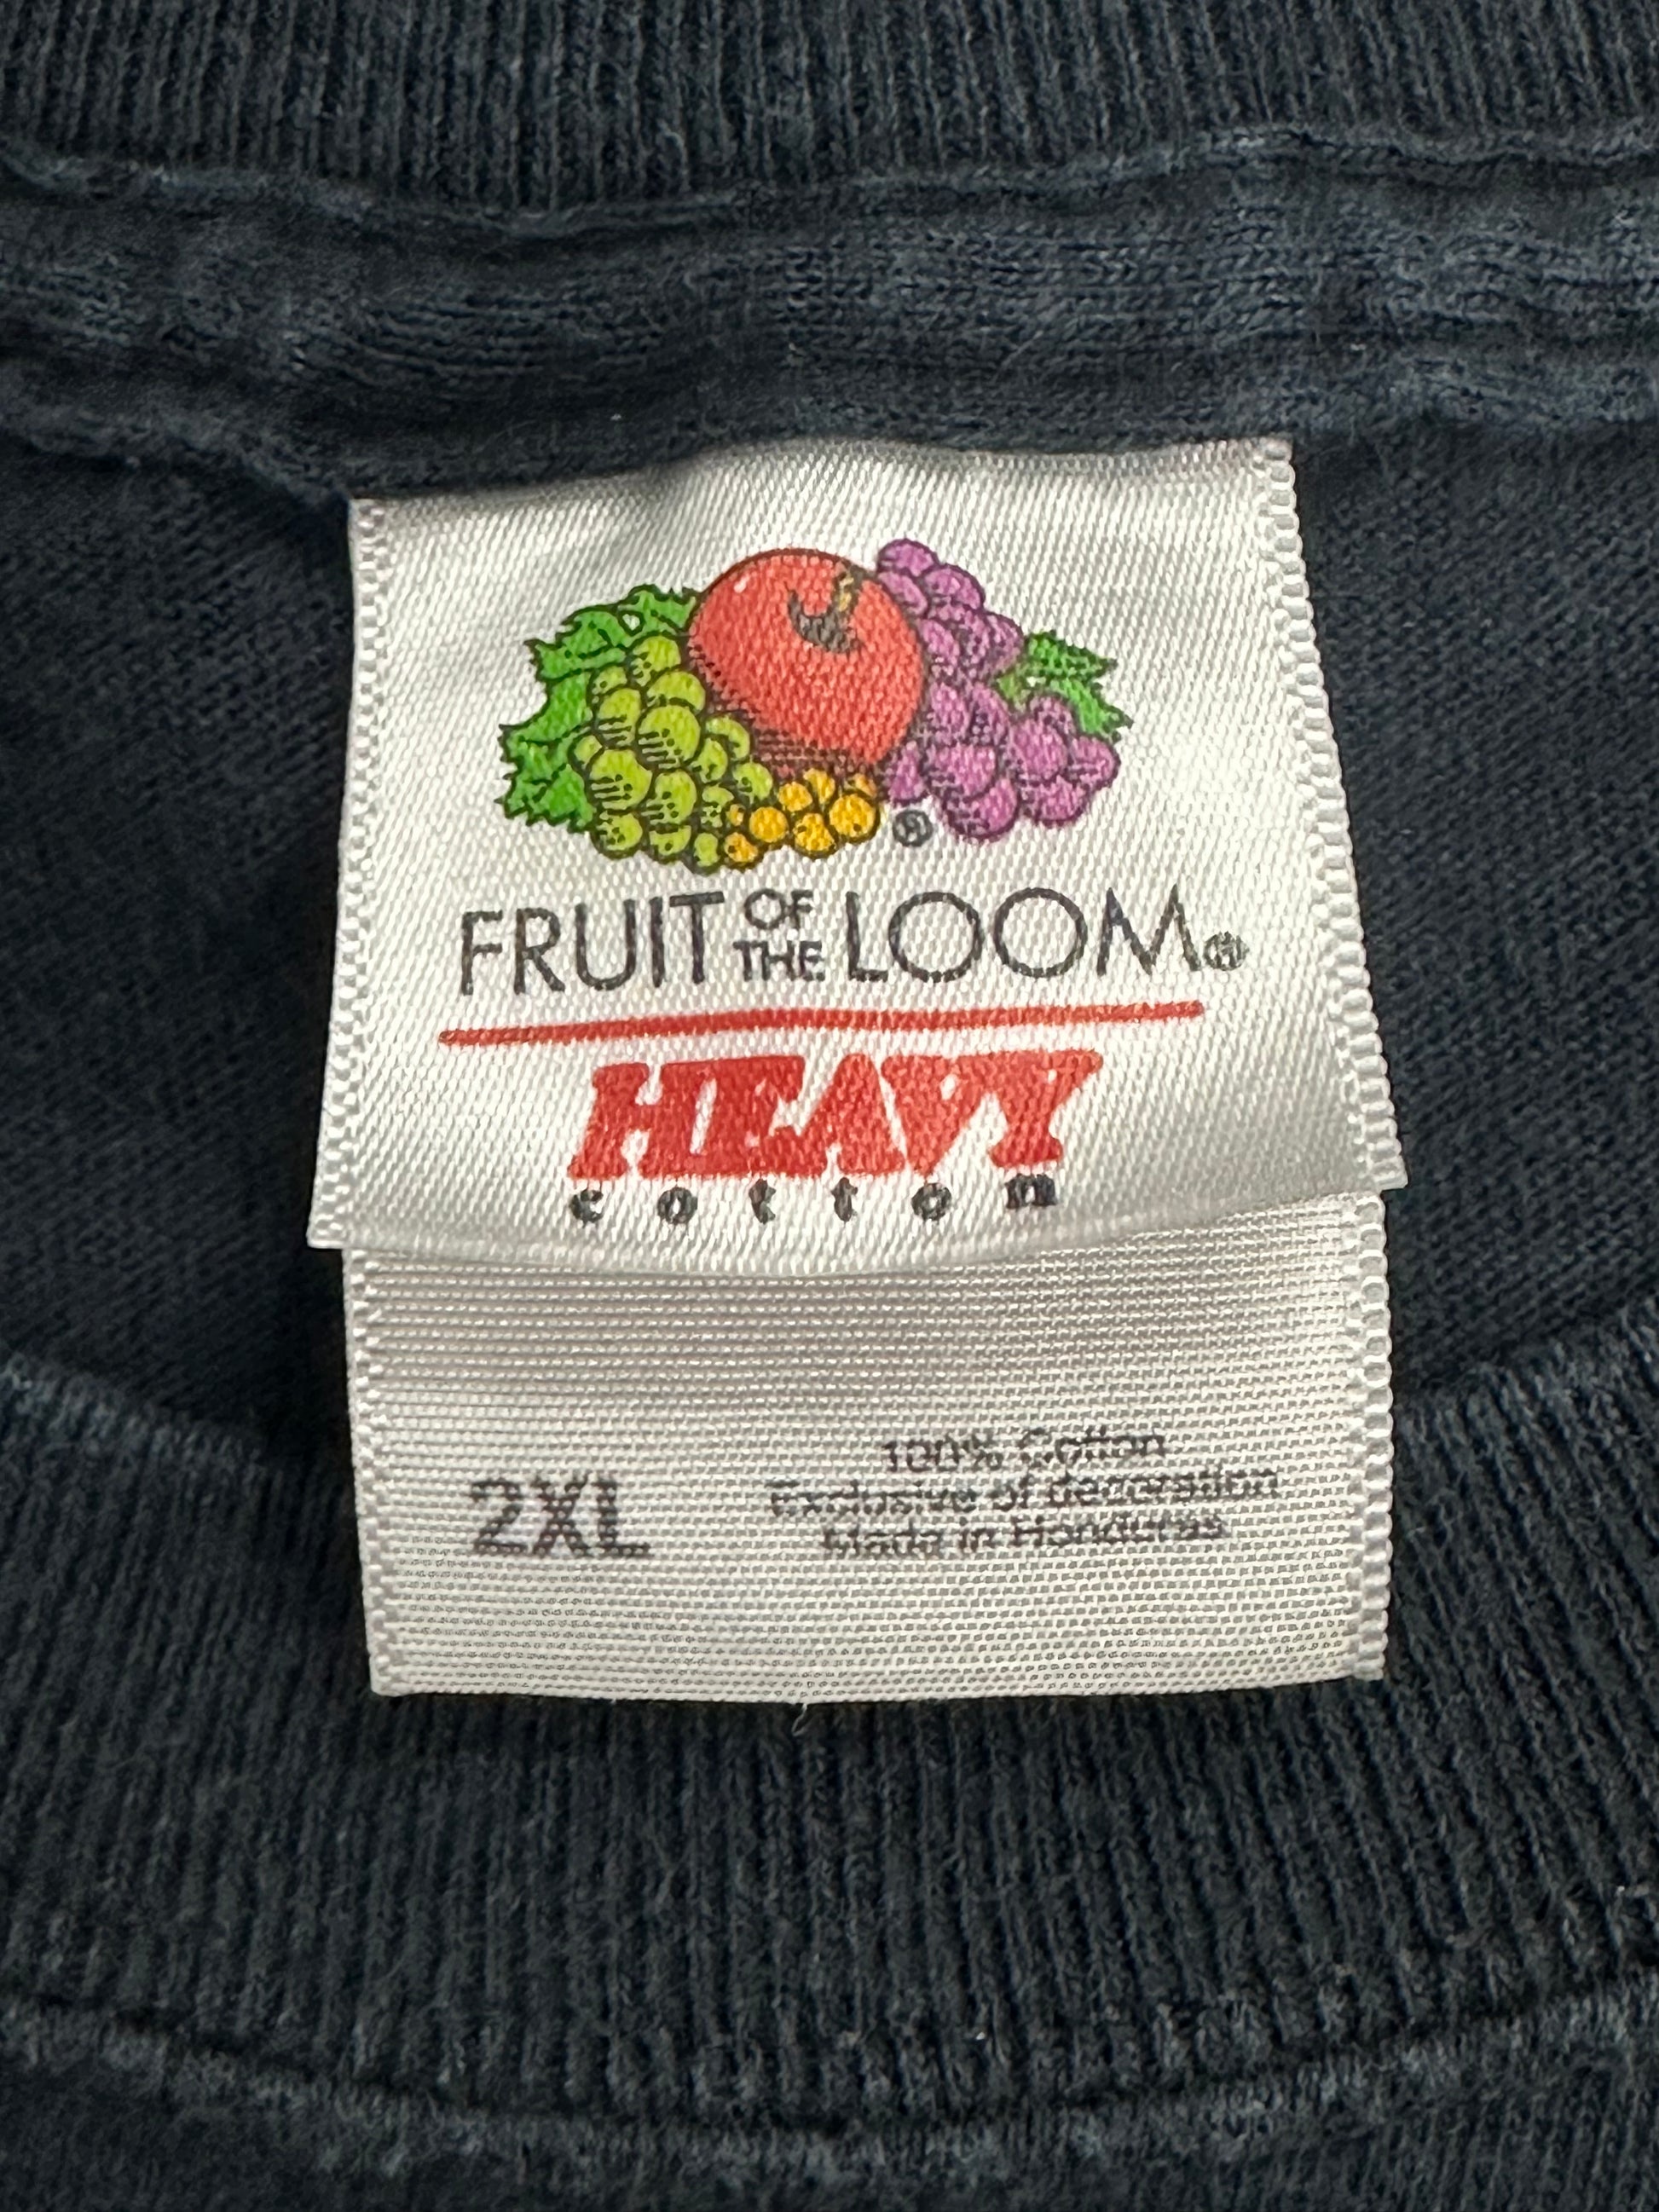 ®
FRUIT OF THE LOOM®
HEAVY
cotton
2XL
100% Cotton
Exclusive of decoration
Made in Honduras